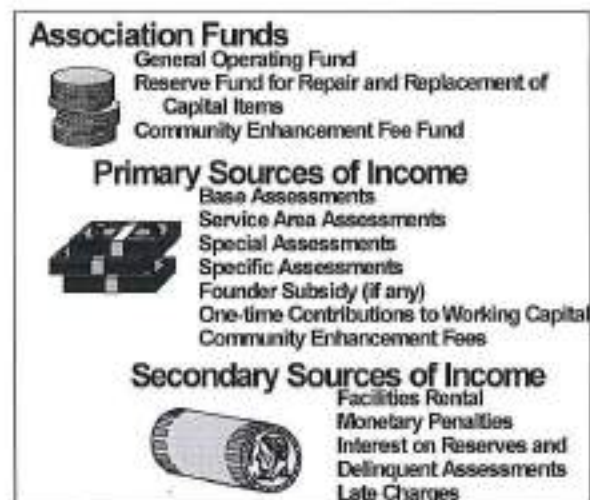 Association Funds
General Operating Fund
Reserve Fund for Repair and Replacement of
Capital Items
Community Enhancement Fee Fund
Primary Sources of Income
Base Assessments
Service Area Assessments
Special Assessments
Specific Assessments
Founder Subsidy (if any)
One-time Contributions to Working Capital
Community Enhancement Fees
Secondary Sources of Income
Facilities Rental
Monetary Penalties
Interest on Reserves and
Delinquent Assessments
Late Charges